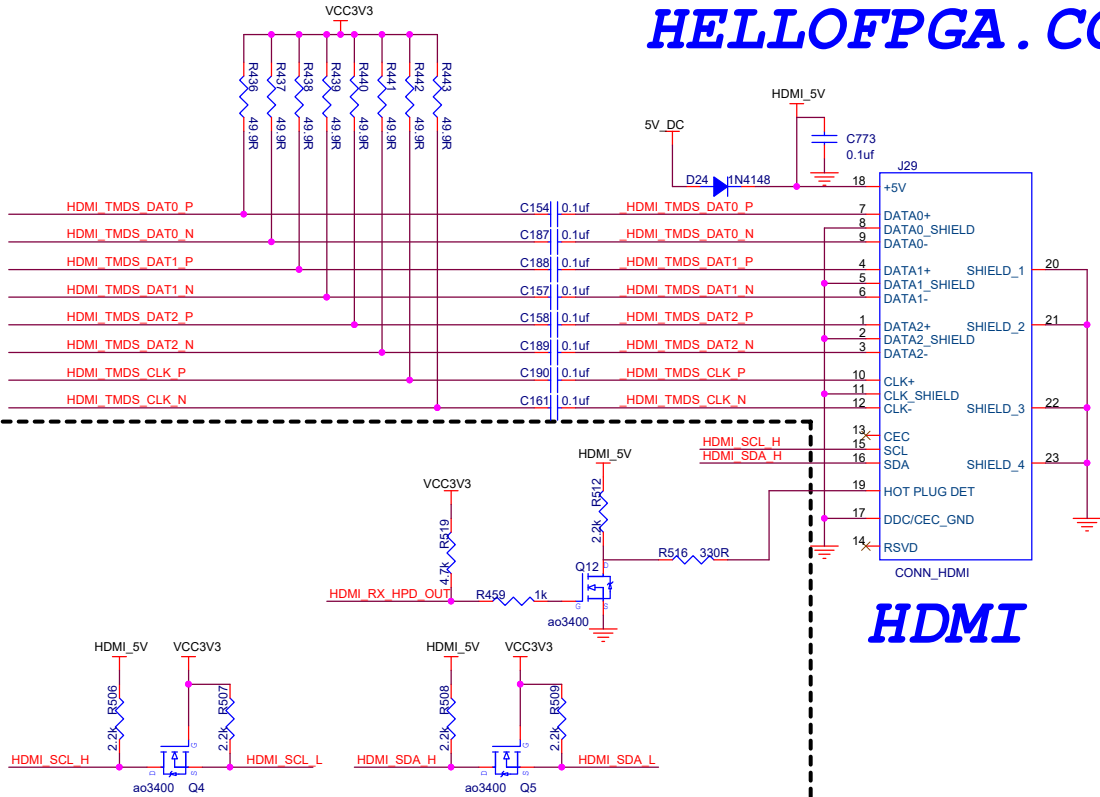 HELLOFPGA.CO
VCC3V3
R436 49.9R
R437 49.9R
R438 49.9R
R439 49.9R
R440 49.9R
R441 49.9R
R442 49.9R
R443 49.9R
HDMI_5V
5V_DC
C773
0.1uf
J29
D24 1N4148
18 +5V
HDMI_TMDS_DAT0_P C154 0.1uf _HDMI_TMDS_DAT0_P 7 DATA0+
8 DATA0_SHIELD
HDMI_TMDS_DAT0_N C187 0.1uf _HDMI_TMDS_DAT0_N 9 DATA0-
HDMI_TMDS_DAT1_P C188 0.1uf _HDMI_TMDS_DAT1_P 4 DATA1+ SHIELD_1 20
5 DATA1_SHIELD
HDMI_TMDS_DAT1_N C157 0.1uf _HDMI_TMDS_DAT1_N 6 DATA1-
HDMI_TMDS_DAT2_P C158 0.1uf _HDMI_TMDS_DAT2_P 1 DATA2+ SHIELD_2 21
2 DATA2_SHIELD
HDMI_TMDS_DAT2_N C189 0.1uf _HDMI_TMDS_DAT2_N 3 DATA2-
HDMI_TMDS_CLK_P C190 0.1uf _HDMI_TMDS_CLK_P 10 CLK+
11 CLK_SHIELD
HDMI_TMDS_CLK_N C161 0.1uf _HDMI_TMDS_CLK_N 12 CLK- SHIELD_3 22
13 CEC
HDMI_SCL_H 15 SCL
HDMI_SDA_H 16 SDA SHIELD_4 23
19 HOT PLUG DET
17 DDC/CEC_GND
14 RSVD
CONN_HDMI
HDMI
HDMI_5V
2.2k R512
VCC3V3
4.7k R519
R516 330R
Q12
D
G
S
HDMI_RX_HPD_OUT R459 1k
ao3400
HDMI_5V VCC3V3
2.2k R506
2.2k R507
G
HDMI_SCL_H D S HDMI_SCL_L
ao3400 Q4
HDMI_5V VCC3V3
2.2k R508
2.2k R509
G
HDMI_SDA_H D S HDMI_SDA_L
ao3400 Q5